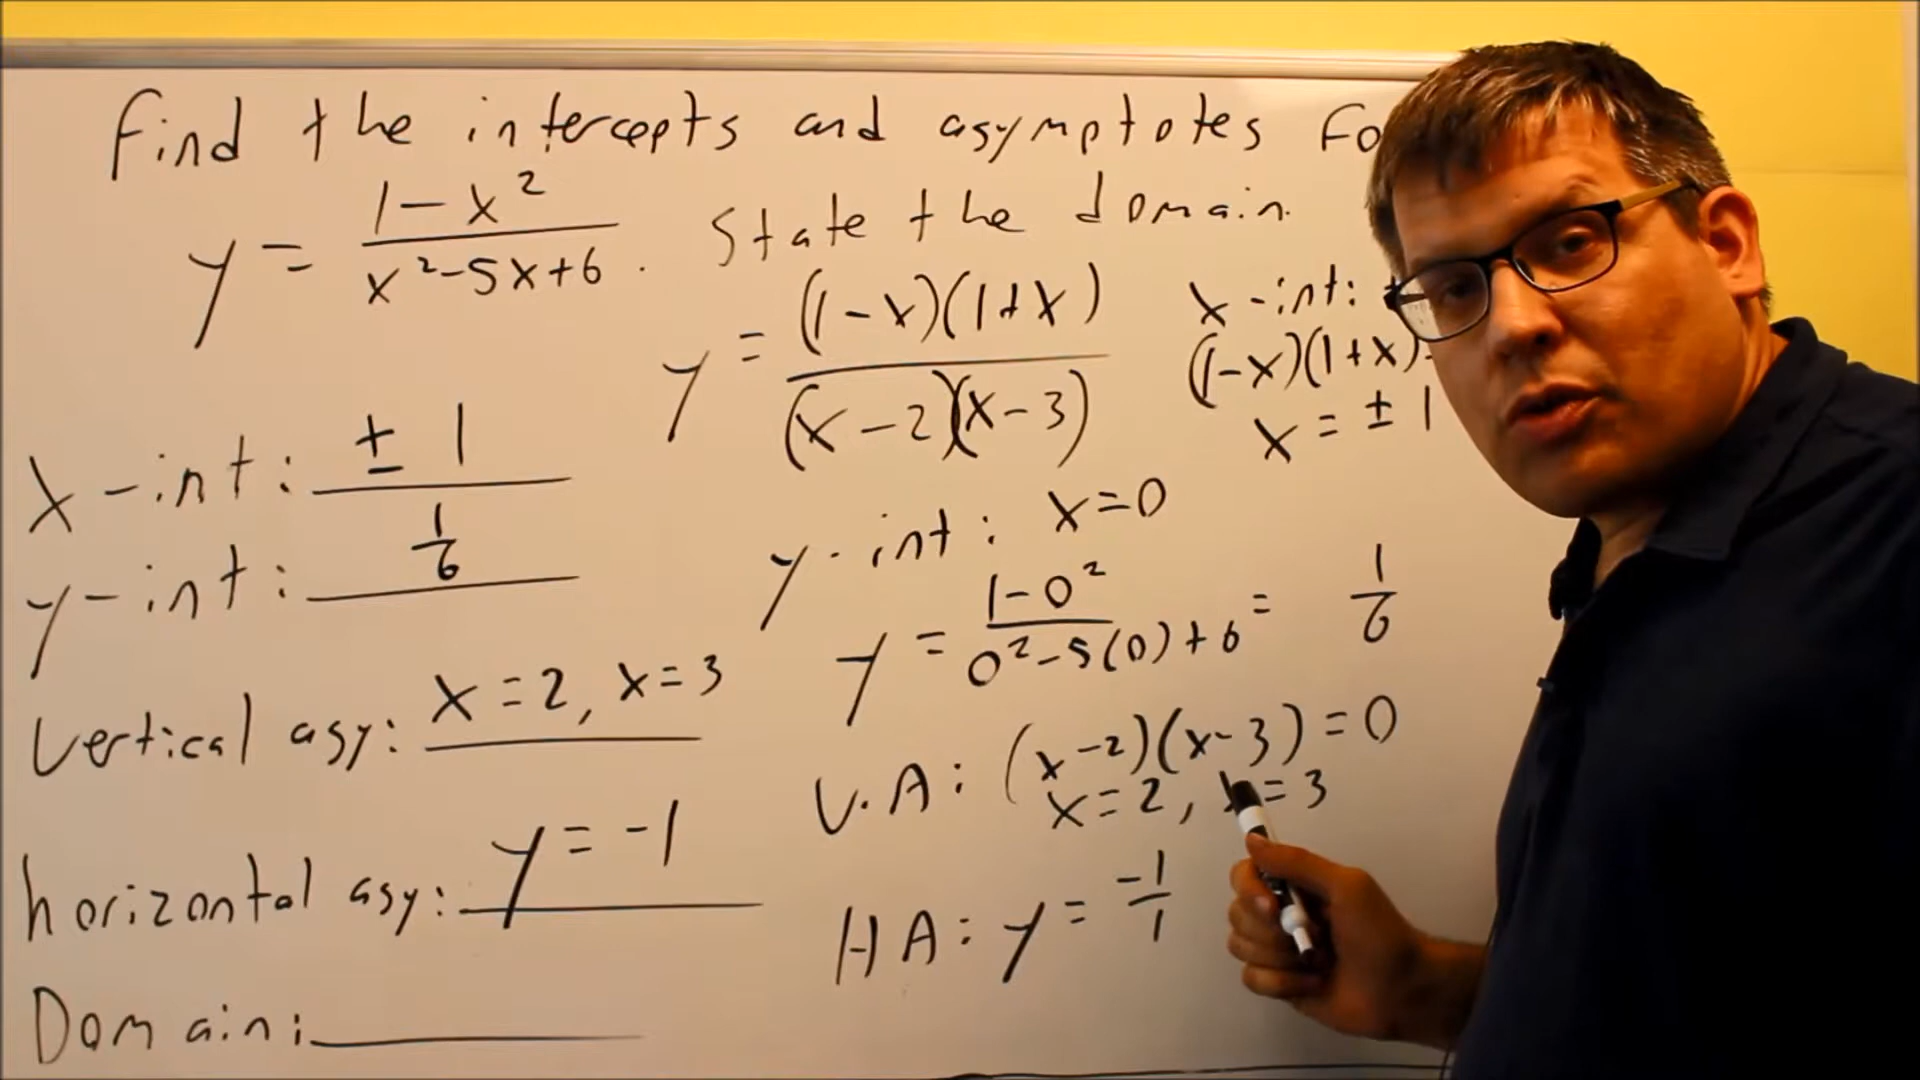 Find the intercepts and asymptotes Fo
y = (1-x²)/(x²-5x+6). State the domain.
y = ((1-x)(1+x))/((x-2)(x-3))
x-int:
(1-x)(1+x)=
x = ± 1
x-int: ± 1
y-int: 1/6
y-int: x=0
y = (1-0²)/(0²-5(0)+6) = 1/6
Vertical asy: x=2, x=3
V.A: (x-2)(x-3)=0
x=2, x=3
horizontal asy: y=-1
HA: y = -1/1
Domain: